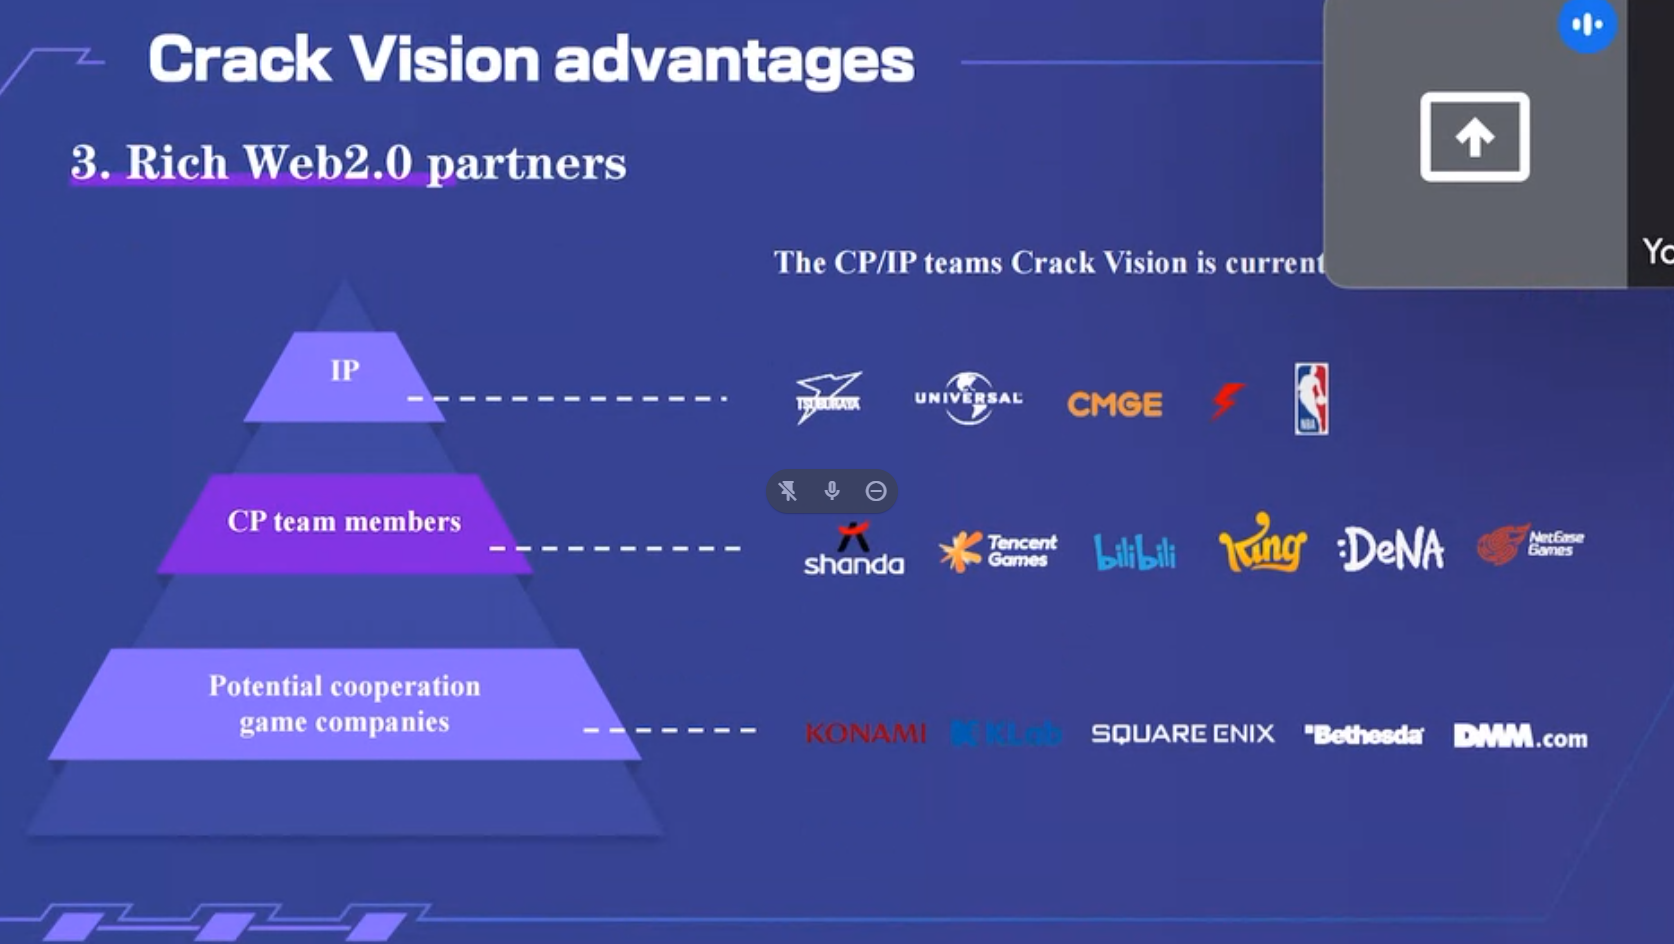 Crack Vision advantages
3. Rich Web2.0 partners
The CP/IP teams Crack Vision is current
Yo
IP
TSUBURAYA
UNIVERSAL
CMGE
NBA
CP team members
shanda
Tencent
Games
bilibili
King
:DeNA
NetEase
Games
Potential cooperation
game companies
KONAMI
KLab
SQUARE ENIX
Bethesda
DMM.com